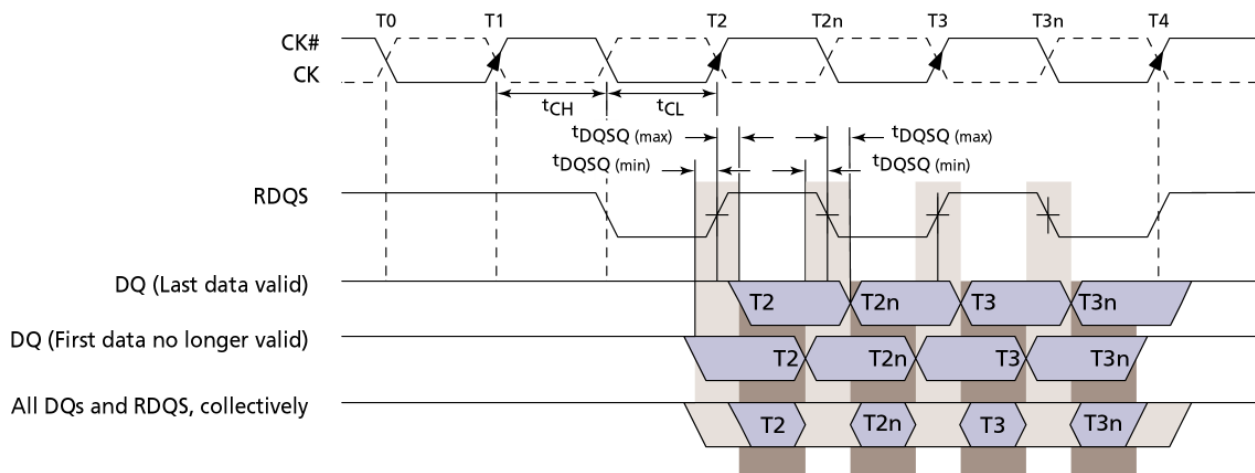 T0 T1 T2 T2n T3 T3n T4
CK#
CK
tCH tCL
tDQSQ (max) tDQSQ (max)
tDQSQ (min) tDQSQ (min)
RDQS
DQ (Last data valid) T2 T2n T3 T3n
DQ (First data no longer valid) T2 T2n T3 T3n
All DQs and RDQS, collectively T2 T2n T3 T3n